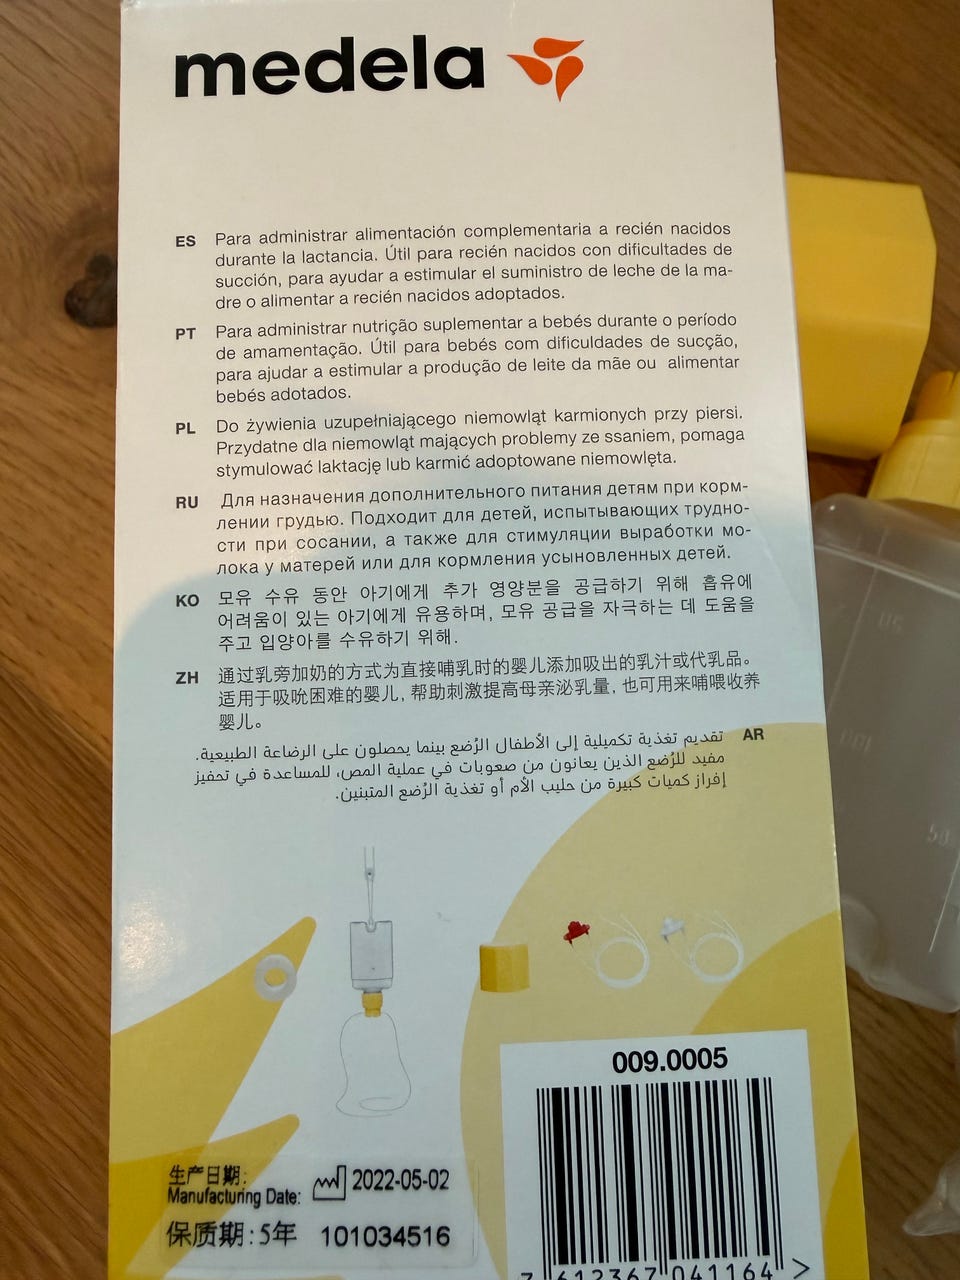 medela
ES Para administrar alimentación complementaria a recién nacidos
durante la lactancia. Útil para recién nacidos con dificultades de
succión, para ayudar a estimular el suministro de leche de la ma-
dre o alimentar a recién nacidos adoptados.
PT Para administrar nutrição suplementar a bebés durante o período
de amamentação. Útil para bebés com dificuldades de sucção,
para ajudar a estimular a produção de leite da mãe ou alimentar
bebés adotados.
PL Do żywienia uzupełniającego niemowląt karmionych przy piersi.
Przydatne dla niemowląt mających problemy ze ssaniem, pomaga
stymulować laktację lub karmić adoptowane niemowlęta.
RU Для назначения дополнительного питания детям при корм-
лении грудью. Подходит для детей, испытывающих трудно-
сти при сосании, а также для стимуляции выработки мо-
лока у матерей или для кормления усыновленных детей.
KO 모유 수유 동안 아기에게 추가 영양분을 공급하기 위해 흡유에
어려움이 있는 아기에게 유용하며, 모유 공급을 자극하는 데 도움을
주고 입양아를 수유하기 위해.
ZH 通过乳旁加奶的方式为直接哺乳时的婴儿添加吸出的乳汁或代乳品。
适用于吸吮困难的婴儿, 帮助刺激提高母亲泌乳量, 也可用来哺喂收养
婴儿。
AR تقديم تغذية تكميلية إلى الأطفال الرُضع بينما يحصلون على الرضاعة الطبيعية.
مفيد للرُضع الذين يعانون من صعوبات في عملية المص، للمساعدة في تحفيز
إفراز كميات كبيرة من حليب الأم أو تغذية الرُضع المتبنين.
009.0005
生产日期:
Manufacturing Date: 2022-05-02
保质期:5年 101034516
7 612367 041164 >
50